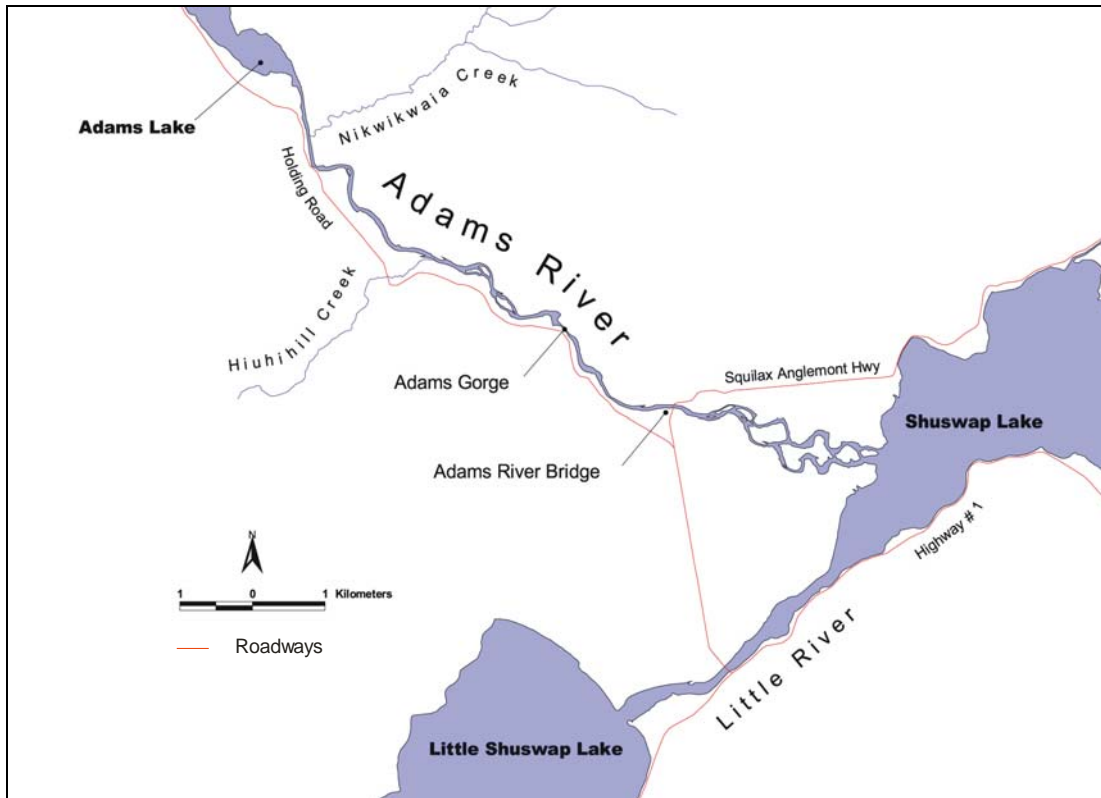 Adams Lake
Nikwikwaia Creek
Holding Road
Adams River
Hiuhihill Creek
Adams Gorge
Squilax Anglemont Hwy
Shuswap Lake
Adams River Bridge
Highway # 1
N
1 0 1 Kilometers
Roadways
Little River
Little Shuswap Lake